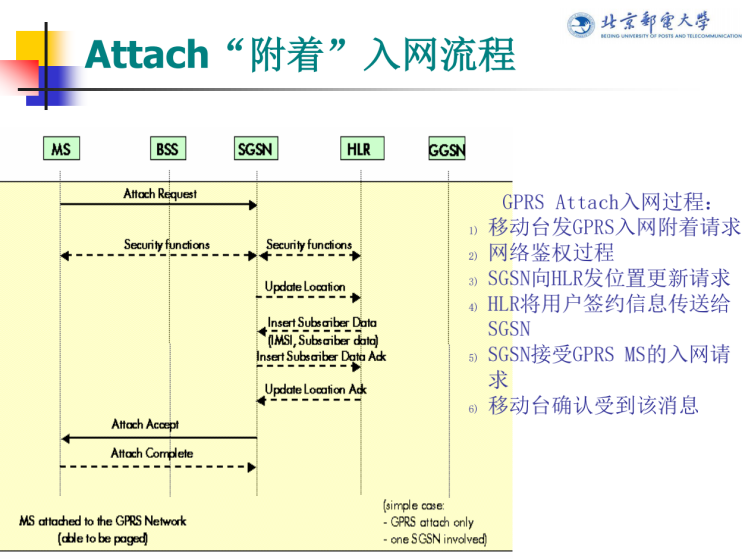 北京郵電大學
BEIJING UNIVERSITY OF POSTS AND TELECOMMUNICATIONS
Attach“附着”入网流程
MS BSS SGSN HLR GGSN
Attach Request
Security functions Security functions
Update Location
Insert Subscriber Data
(IMSI, Subscriber data)
Insert Subscriber Data Ack
Update Location Ack
Attach Accept
Attach Complete
MS attached to the GPRS Network
(able to be paged)
(simple case:
- GPRS attach only
- one SGSN involved)
GPRS Attach入网过程：
1) 移动台发GPRS入网附着请求
2) 网络鉴权过程
3) SGSN向HLR发位置更新请求
4) HLR将用户签约信息传送给
SGSN
5) SGSN接受GPRS MS的入网请
求
6) 移动台确认受到该消息